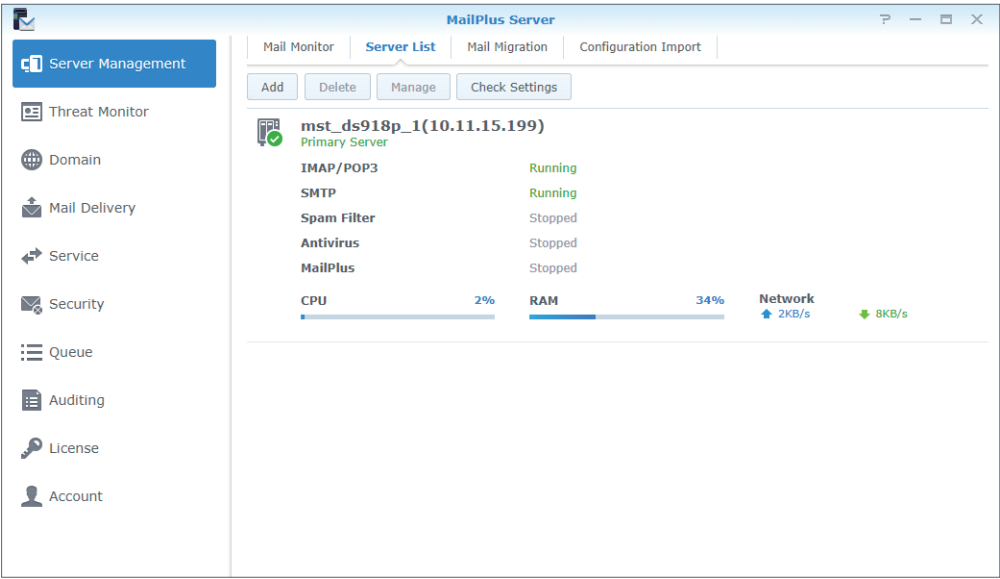 MailPlus Server
Server Management
Threat Monitor
Domain
Mail Delivery
Service
Security
Queue
Auditing
License
Account
Mail Monitor Server List Mail Migration Configuration Import
Add Delete Manage Check Settings
mst_ds918p_1(10.11.15.199)
Primary Server
IMAP/POP3 Running
SMTP Running
Spam Filter Stopped
Antivirus Stopped
MailPlus Stopped
CPU 2% RAM 34% Network
2KB/s 8KB/s